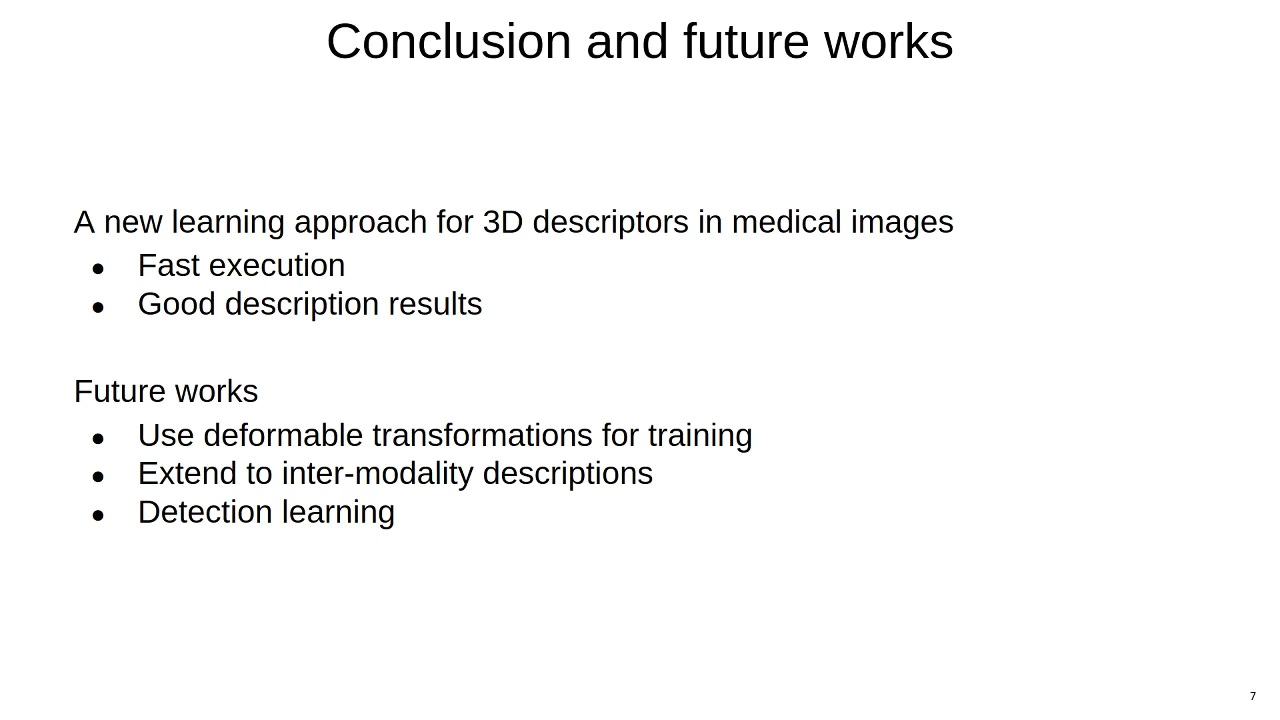 Conclusion and future works
A new learning approach for 3D descriptors in medical images
● Fast execution
● Good description results
Future works
● Use deformable transformations for training
● Extend to inter-modality descriptions
● Detection learning
7